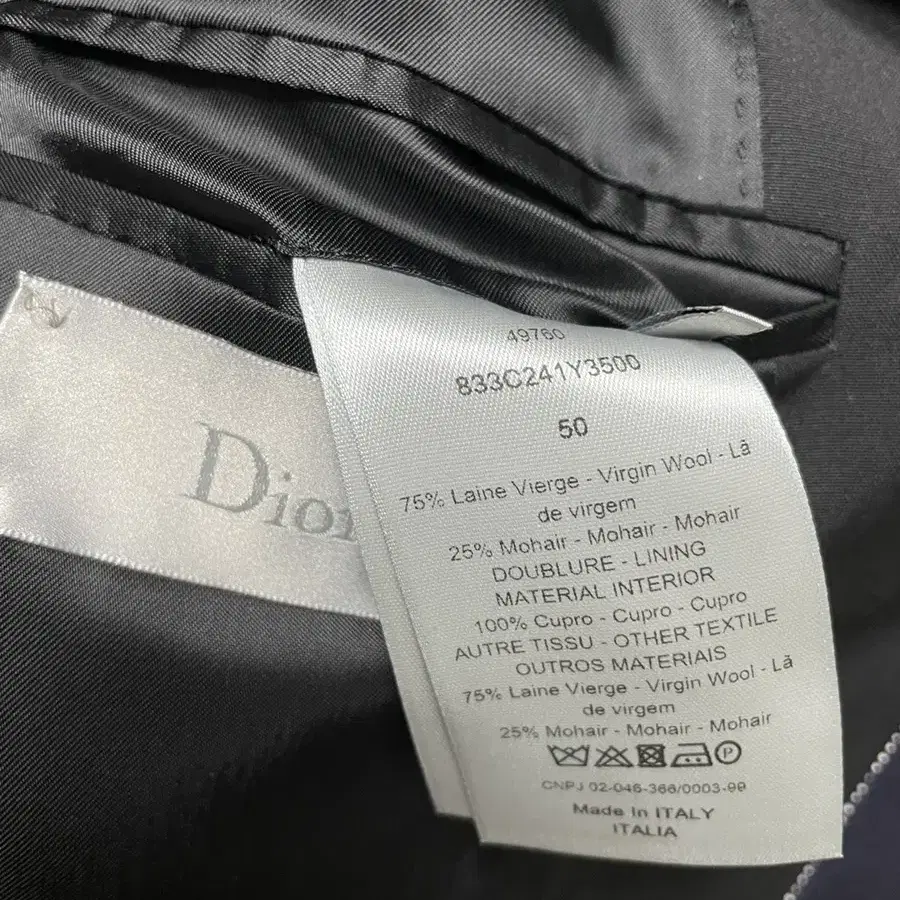 Dior
49760
833C241Y3500
50
75% Laine Vierge - Virgin Wool - Lã
de virgem
25% Mohair - Mohair - Mohair
DOUBLURE - LINING
MATERIAL INTERIOR
100% Cupro - Cupro - Cupro
AUTRE TISSU - OTHER TEXTILE
OUTROS MATERIAIS
75% Laine Vierge - Virgin Wool - Lã
de virgem
25% Mohair - Mohair - Mohair
P
CNPJ 02-046-366/0003-99
Made In ITALY
ITALIA